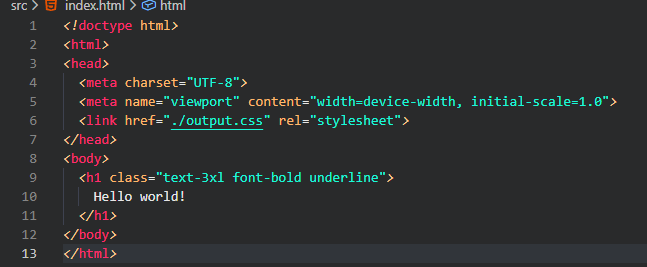 src > index.html > html
1 <!doctype html>
2 <html>
3 <head>
4 <meta charset="UTF-8">
5 <meta name="viewport" content="width=device-width, initial-scale=1.0">
6 <link href="./output.css" rel="stylesheet">
7 </head>
8 <body>
9 <h1 class="text-3xl font-bold underline">
10 Hello world!
11 </h1>
12 </body>
13 </html>